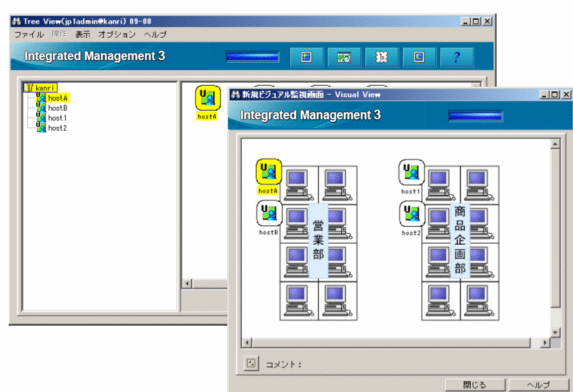 Tree View(jp1admin@kanri) 09-00
ファイル 操作 表示 オプション ヘルプ
Integrated Management 3
kanri
hostA
hostB
host1
host2
hostA
新規ビジュアル監視画面 - Visual View
Integrated Management 3
hostA
hostB
営業部
host1
host2
商品企画部
コメント:
閉じる
ヘルプ